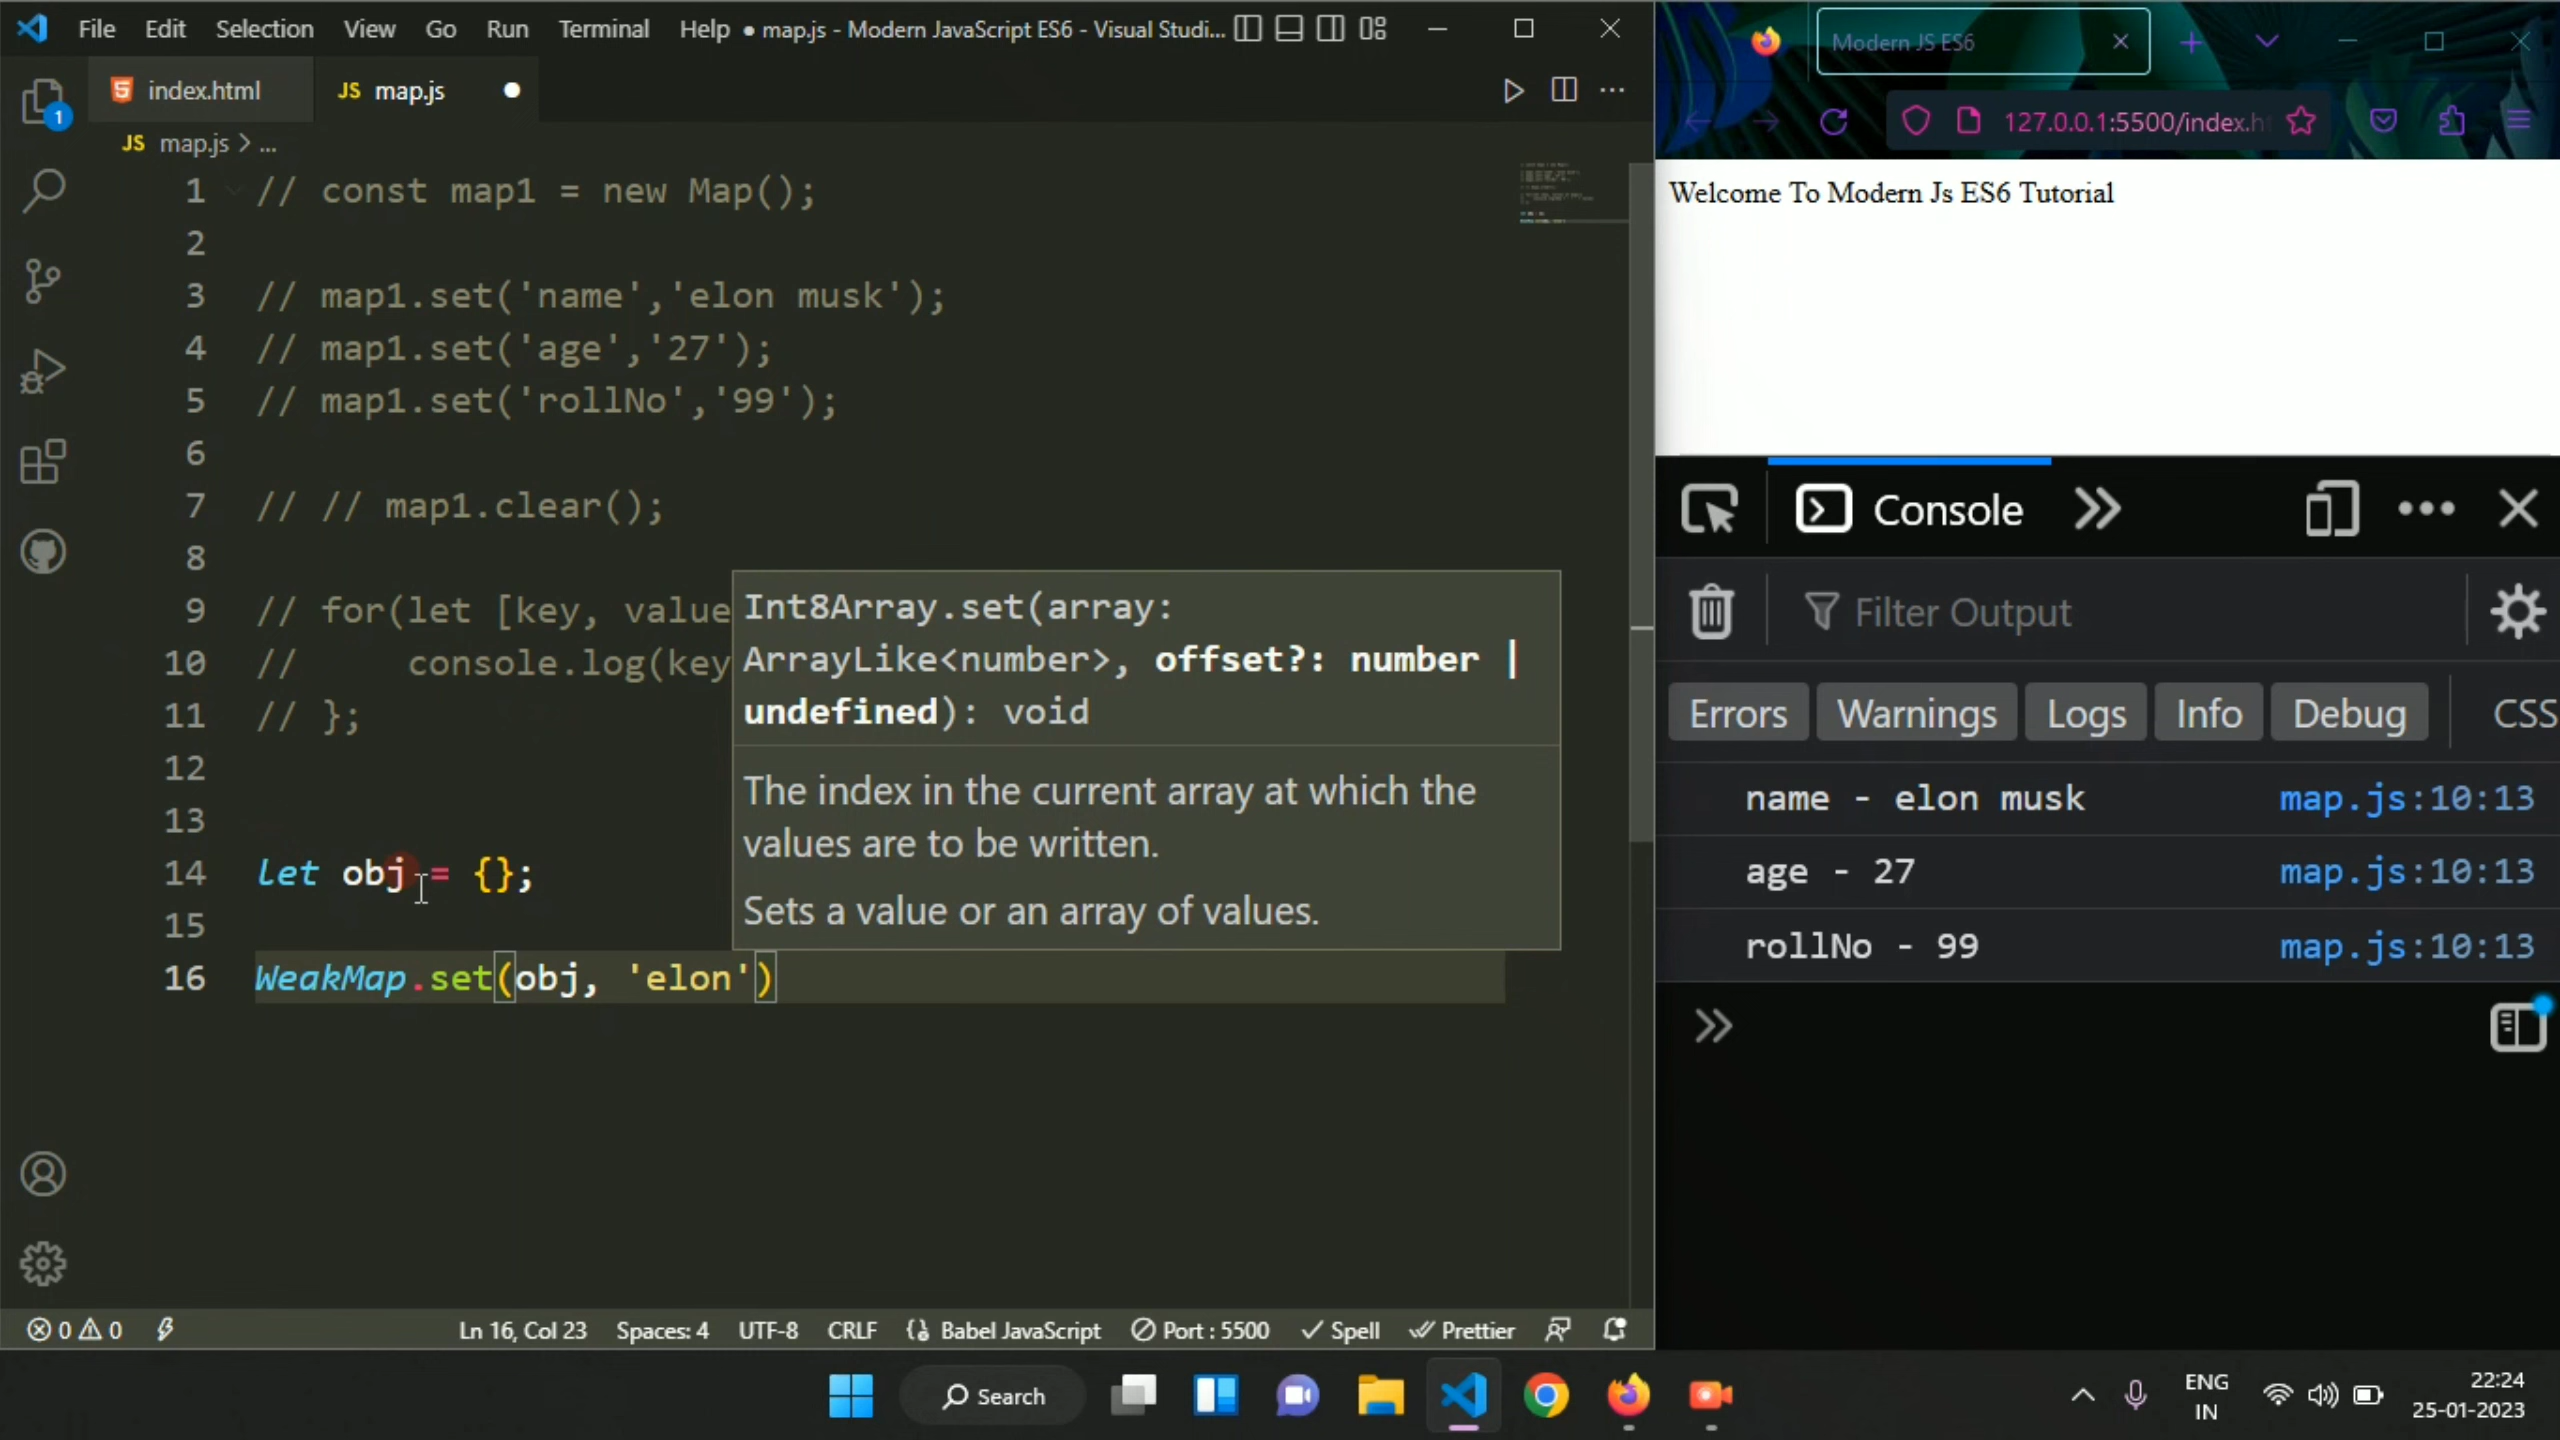 File Edit Selection View Go Run Terminal Help ● map.js - Modern JavaScript ES6 - Visual Studi...
index.html
JS map.js
JS map.js > ...
1 // const map1 = new Map();
2
3 // map1.set('name','elon musk');
4 // map1.set('age','27');
5 // map1.set('rollNo','99');
6
7 // // map1.clear();
8
9 // for(let [key, value
10 //     console.log(key
11 // };
12
13
14 let obj = {};
15
16 WeakMap.set(obj, 'elon')
Int8Array.set(array:
ArrayLike<number>, offset?: number |
undefined): void
The index in the current array at which the
values are to be written.
Sets a value or an array of values.
1
0 0 Ln 16, Col 23 Spaces: 4 UTF-8 CRLF Babel JavaScript Port : 5500 Spell Prettier
Modern JS ES6
127.0.0.1:5500/index.h
Welcome To Modern Js ES6 Tutorial
Console
Filter Output
Errors Warnings Logs Info Debug CSS
name - elon musk map.js:10:13
age - 27 map.js:10:13
rollNo - 99 map.js:10:13
Search
ENG
IN
22:24
25-01-2023